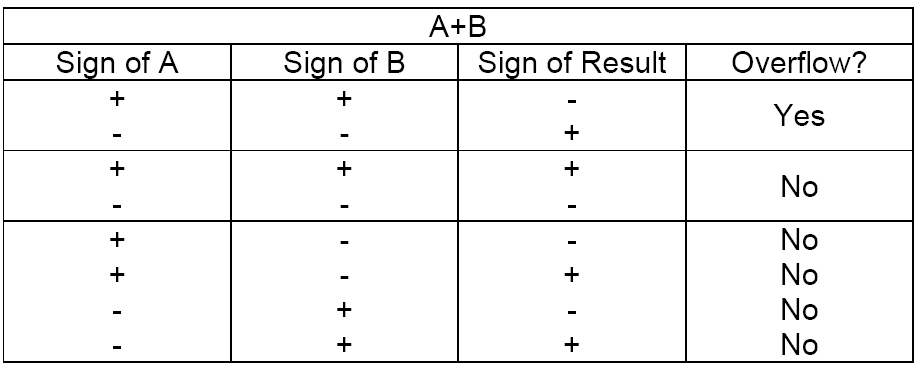 A+B
Sign of A Sign of B Sign of Result Overflow?
+ + -
Yes
- - +
+ + +
No
- - -
+ - - No
+ - + No
- + - No
- + + No